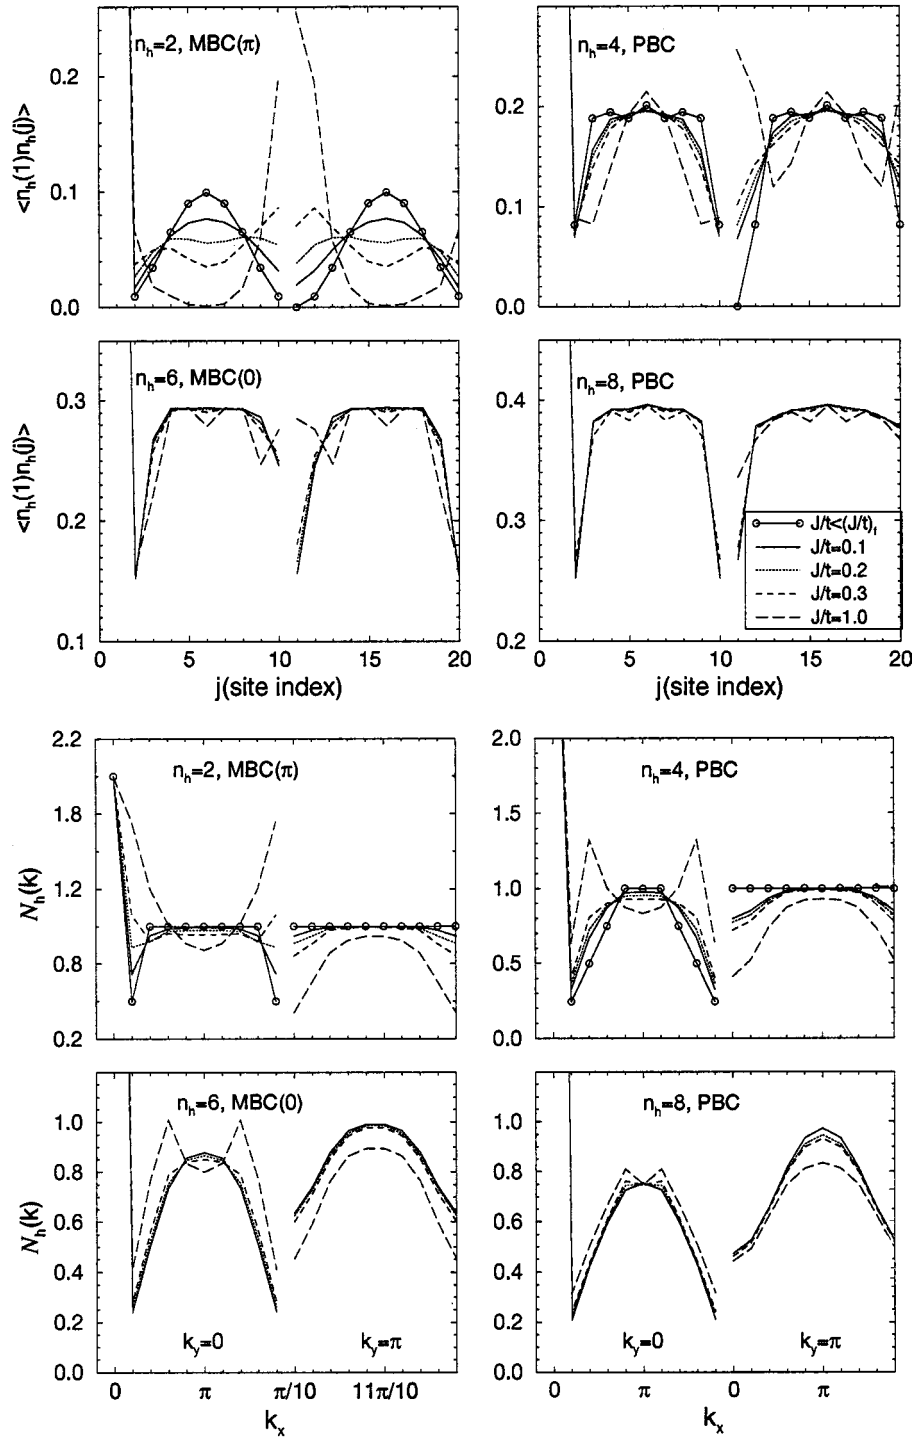 n_h=2, MBC(π)
<n_h(1)n_h(j)>
0.2
0.1
0.0
n_h=4, PBC
0.2
0.1
0.0
n_h=6, MBC(0)
<n_h(1)n_h(j)>
0.3
0.2
0.1
0 5 10 15 20
j(site index)
n_h=8, PBC
0.4
0.3
0.2
J/t<(J/t)_f
J/t=0.1
J/t=0.2
J/t=0.3
J/t=1.0
0 5 10 15 20
j(site index)
n_h=2, MBC(π)
N_h(k)
2.2
1.8
1.2
0.8
0.2
n_h=4, PBC
2.0
1.5
1.0
0.5
0.0
n_h=6, MBC(0)
N_h(k)
1.0
0.8
0.6
0.4
0.2
0.0
k_y=0 k_y=π
0 π π/10 11π/10
k_x
n_h=8, PBC
1.0
0.8
0.6
0.4
0.2
0.0
k_y=0 k_y=π
0 π 0 π
k_x